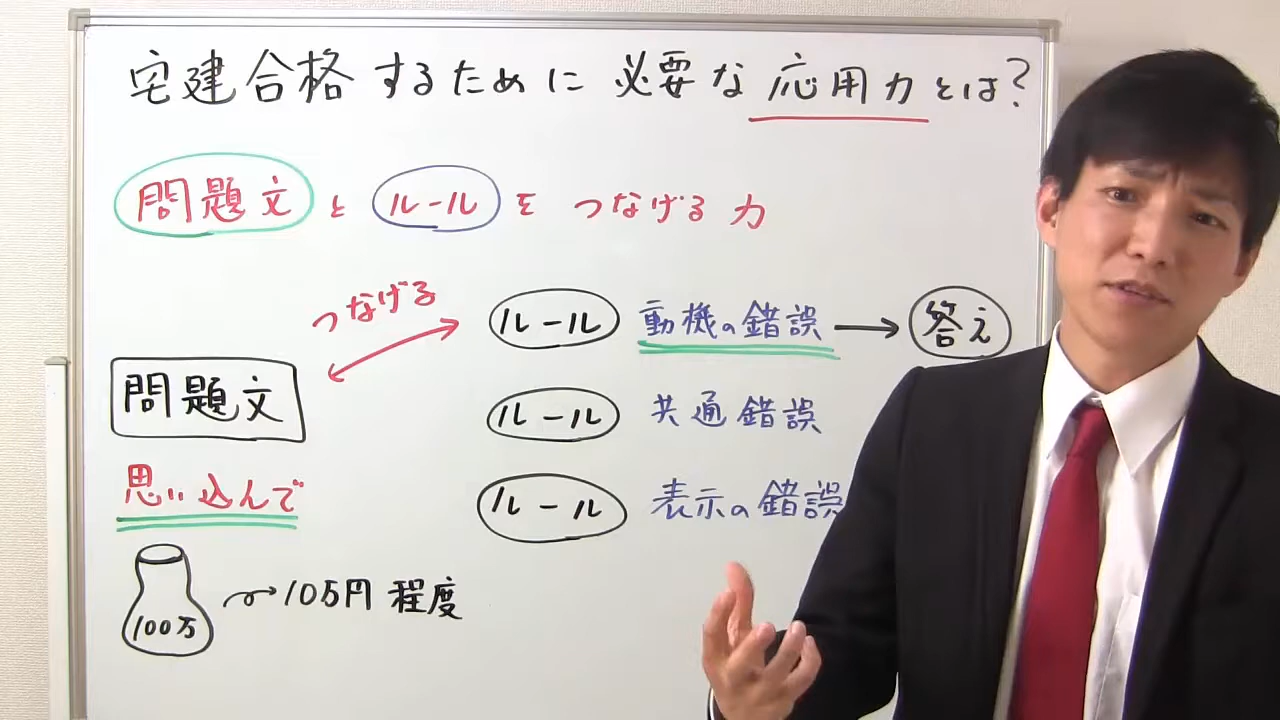 宅建合格するために必要な応用力とは?
問題文とルールをつなげる力
つなげる
ルール 動機の錯誤 → 答え
問題文
ルール 共通錯誤
思い込んで
ルール 表示の錯誤
100万
105円程度